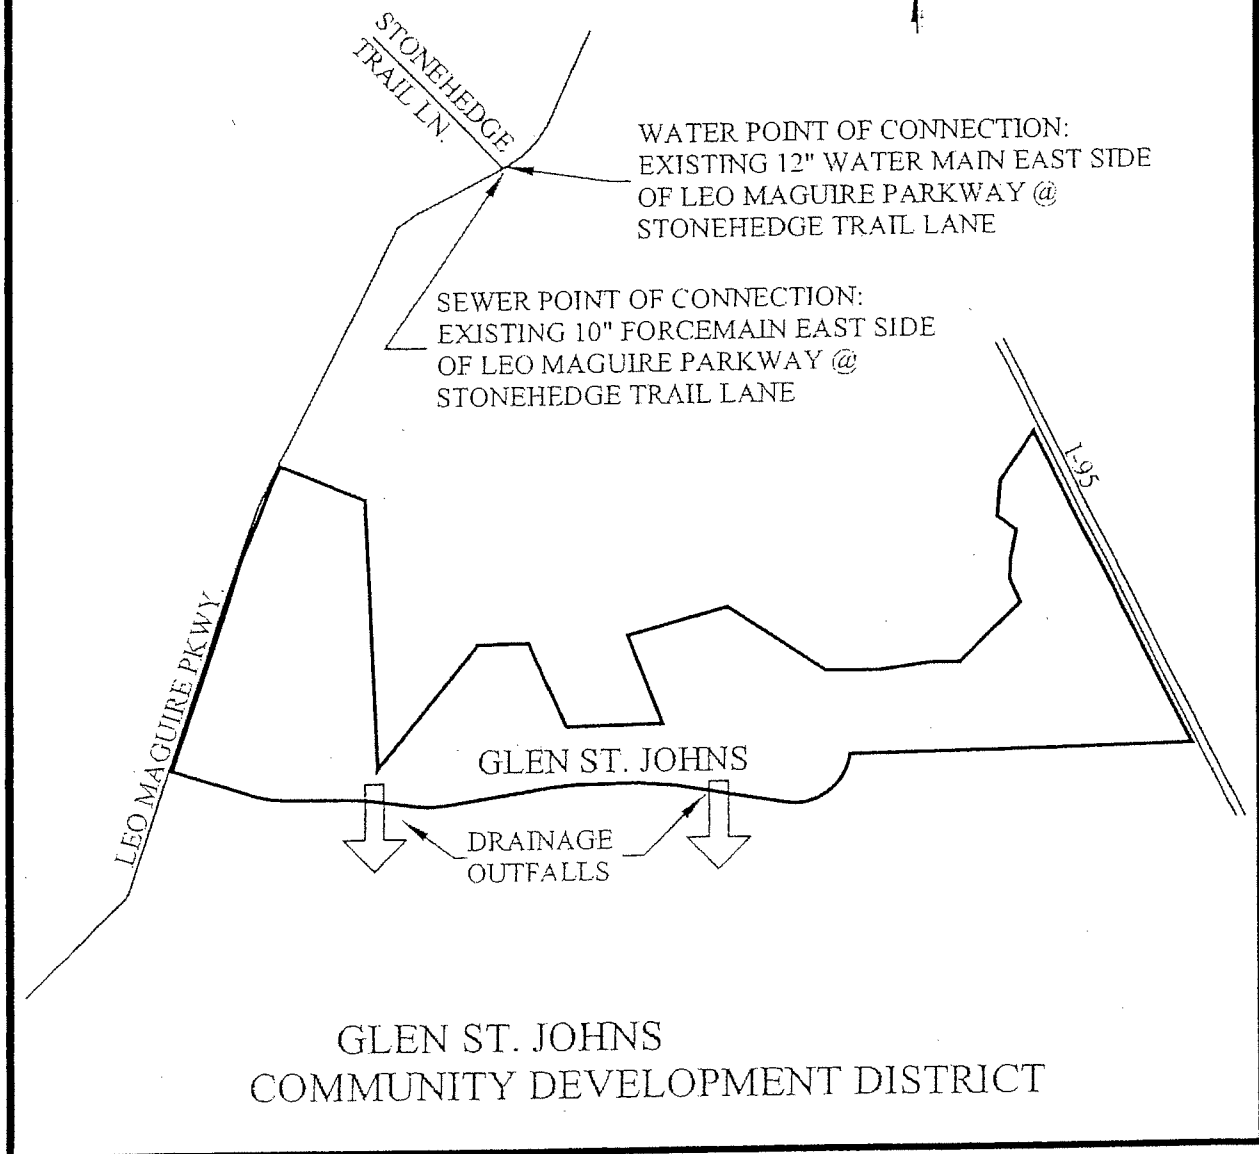 STONEHEDGE
TRAIL LN.
WATER POINT OF CONNECTION:
EXISTING 12" WATER MAIN EAST SIDE
OF LEO MAGUIRE PARKWAY @
STONEHEDGE TRAIL LANE
SEWER POINT OF CONNECTION:
EXISTING 10" FORCEMAIN EAST SIDE
OF LEO MAGUIRE PARKWAY @
STONEHEDGE TRAIL LANE
I-95
LEO MAGUIRE PKWY.
GLEN ST. JOHNS
DRAINAGE
OUTFALLS
GLEN ST. JOHNS
COMMUNITY DEVELOPMENT DISTRICT